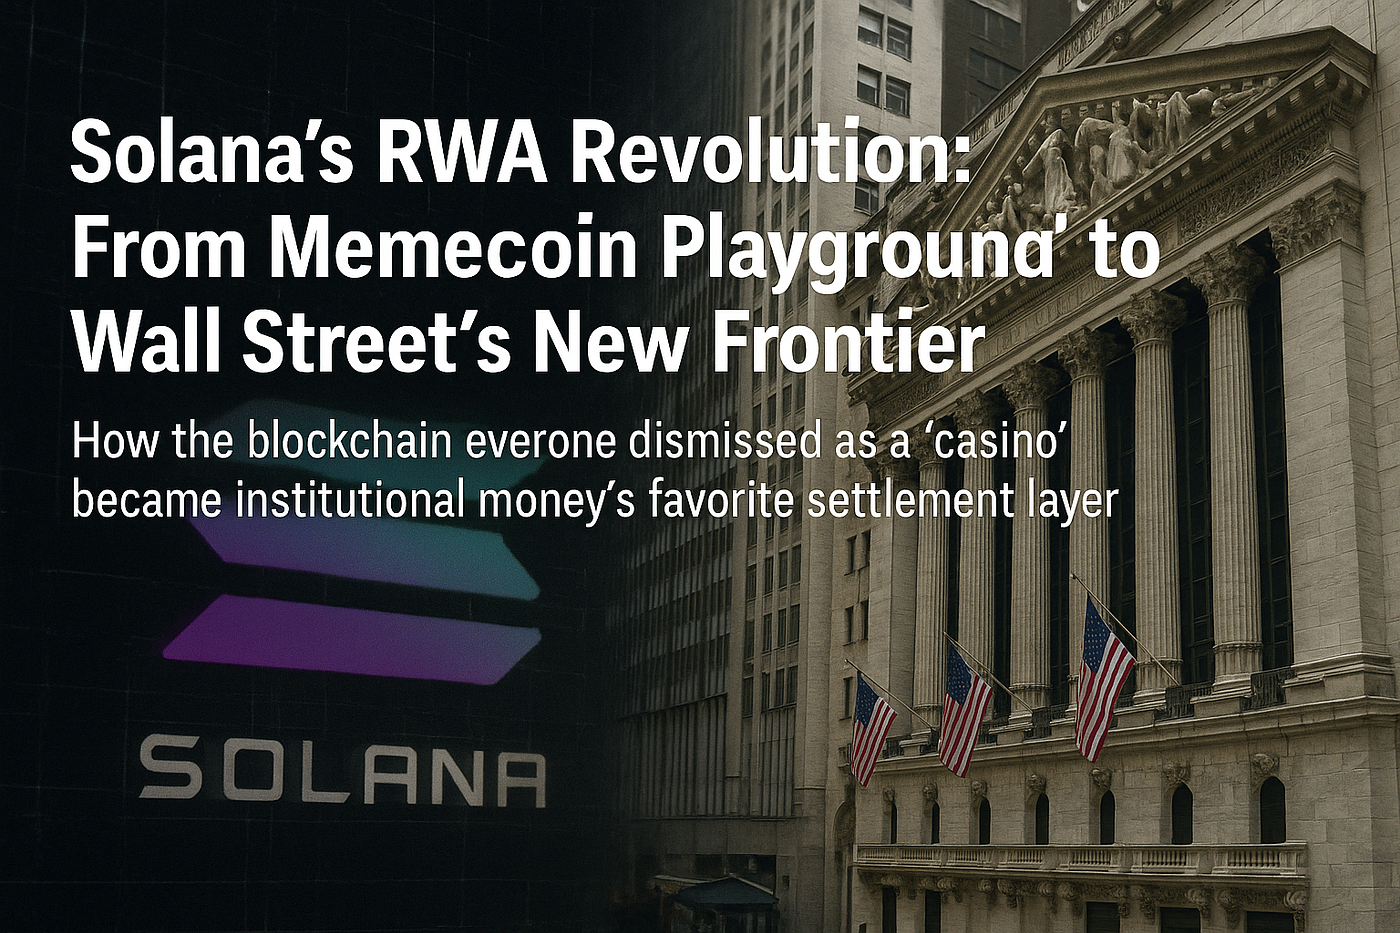 Solana’s RWA Revolution:
From Memecoin Playgrouna’ to
Wall Street’s New Frontier
How the blockchain everone dismissed as a ‘casino’
became institutional money’s favorite settlement layer
SOLANA